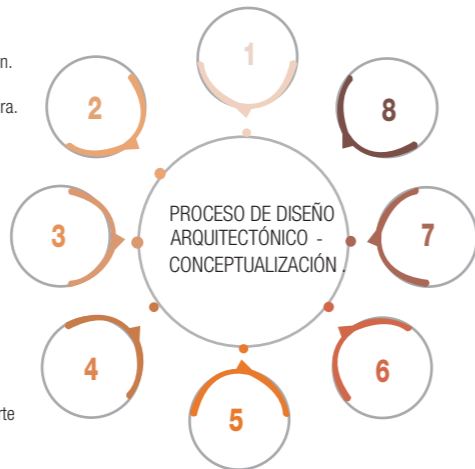 1
n.
ra.
2
8
PROCESO DE DISEÑO
ARQUITECTÓNICO -
CONCEPTUALIZACIÓN .
3
7
4
6
rte
5